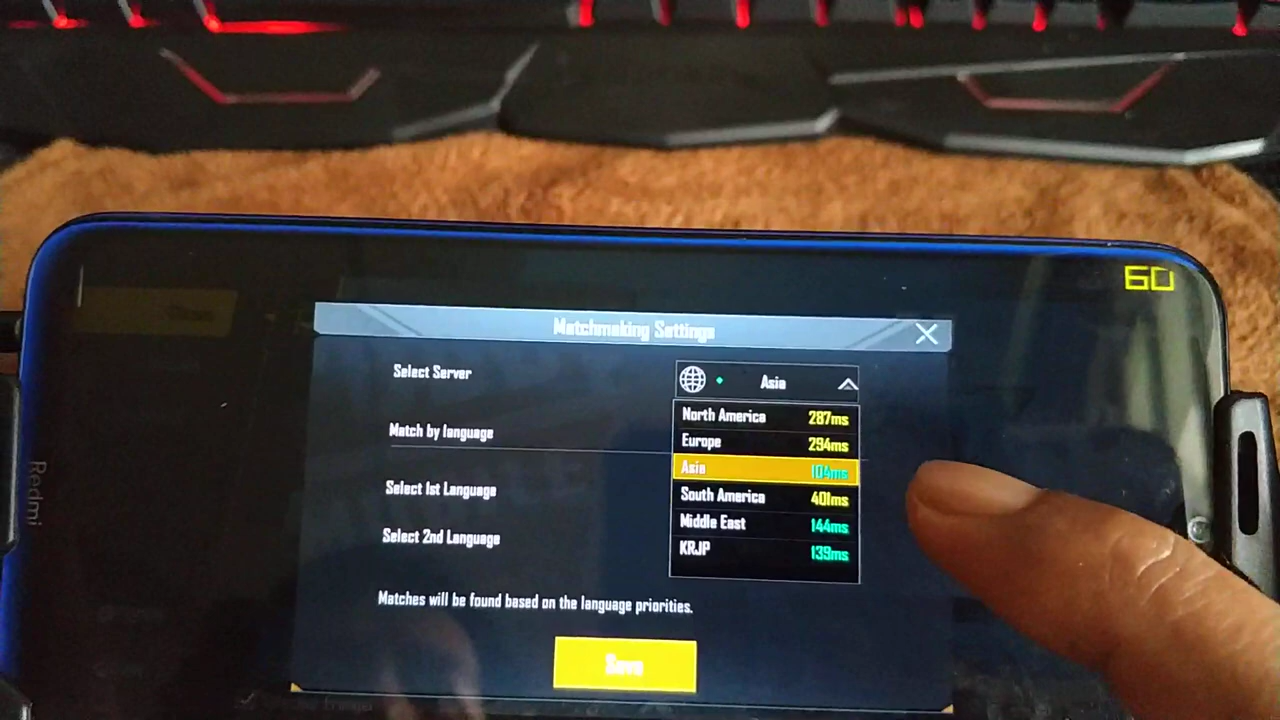 60
Matchmaking Settings
Select Server
Asia
North America 287ms
Match by language
Europe 294ms
Asia 104ms
Select 1st Language
South America 401ms
Middle East 144ms
Select 2nd Language
KRJP 139ms
Matches will be found based on the language priorities.
Save
Redmi